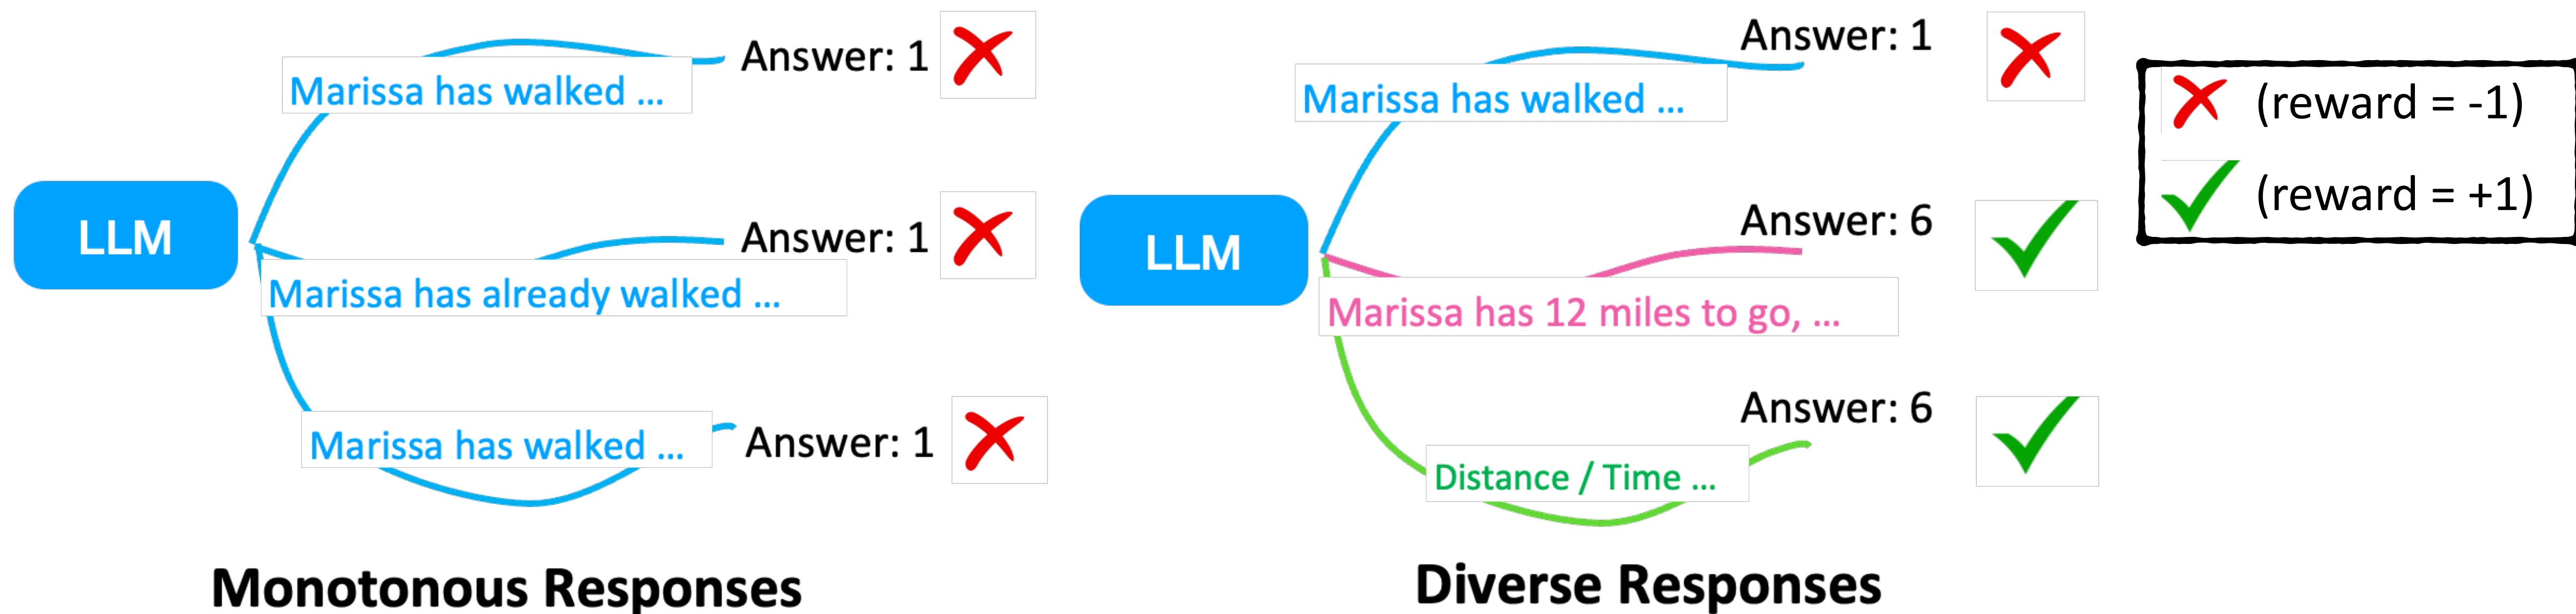 LLM
Marissa has walked ...
Answer: 1
Marissa has already walked ...
Answer: 1
Marissa has walked ...
Answer: 1
Monotonous Responses
LLM
Marissa has walked ...
Answer: 1
Marissa has 12 miles to go, ...
Answer: 6
Distance / Time ...
Answer: 6
Diverse Responses
(reward = -1)
(reward = +1)